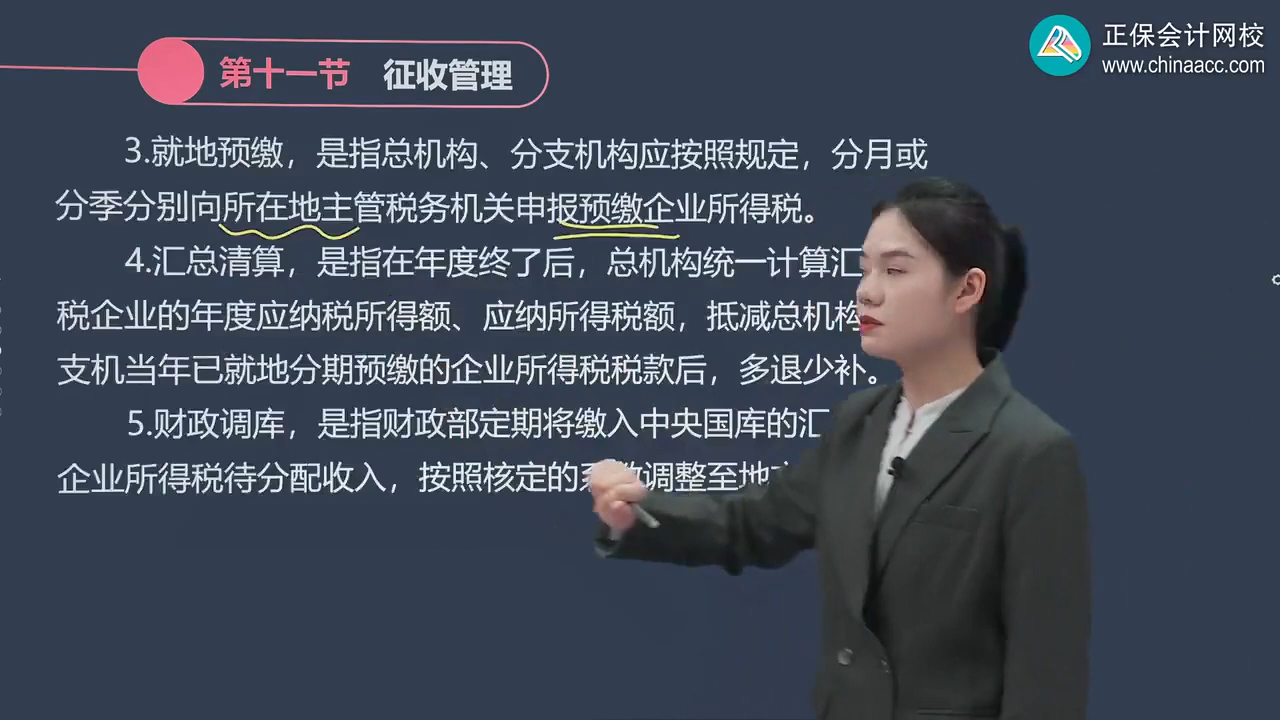 第十一节 征收管理
正保会计网校
www.chinaacc.com
3.就地预缴，是指总机构、分支机构应按照规定，分月或
分季分别向所在地主管税务机关申报预缴企业所得税。
4.汇总清算，是指在年度终了后，总机构统一计算汇
税企业的年度应纳税所得额、应纳所得税额，抵减总机构
支机当年已就地分期预缴的企业所得税税款后，多退少补。
5.财政调库，是指财政部定期将缴入中央国库的汇
企业所得税待分配收入，按照核定的 调整至地